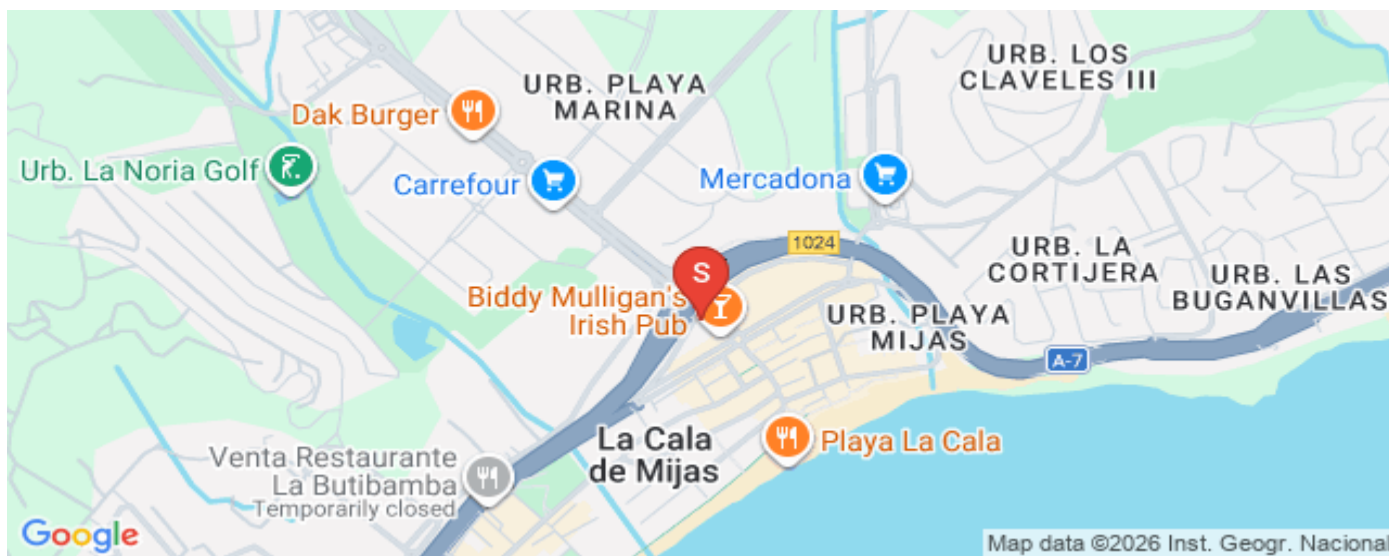 URB. LOS
CLAVELES III
URB. PLAYA
MARINA
Dak Burger
Urb. La Noria Golf
Carrefour
Mercadona
1024
URB. LA
CORTIJERA
URB. LAS
BUGANVILLAS
S
Biddy Mulligan's
Irish Pub
URB. PLAYA
MIJAS
A-7
La Cala
de Mijas
Playa La Cala
Venta Restaurante
La Butibamba
Temporarily closed
Google
Map data ©2026 Inst. Geogr. Nacional